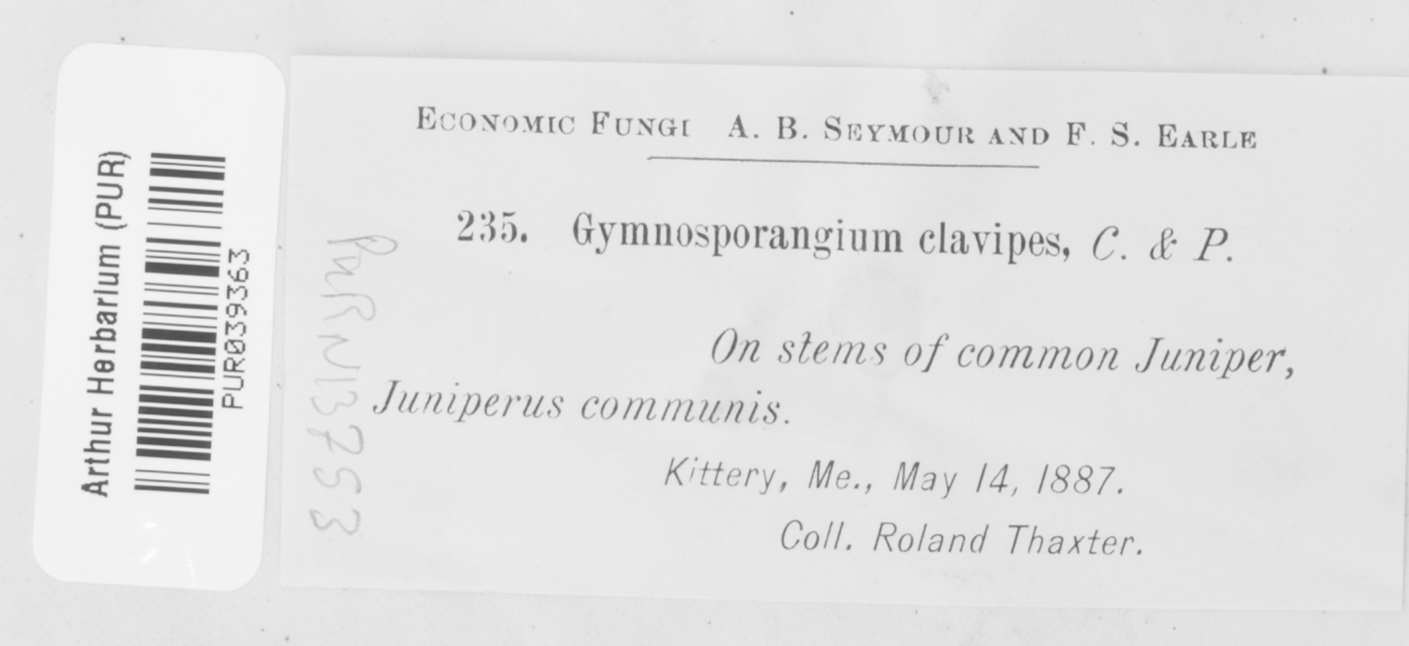 Arthur Herbarium (PUR)
PUR039363
PURN13753
ECONOMIC FUNGI A. B. SEYMOUR AND F. S. EARLE
235. Gymnosporangium clavipes, C. & P.
On stems of common Juniper,
Juniperus communis.
Kittery, Me., May 14, 1887.
Coll. Roland Thaxter.